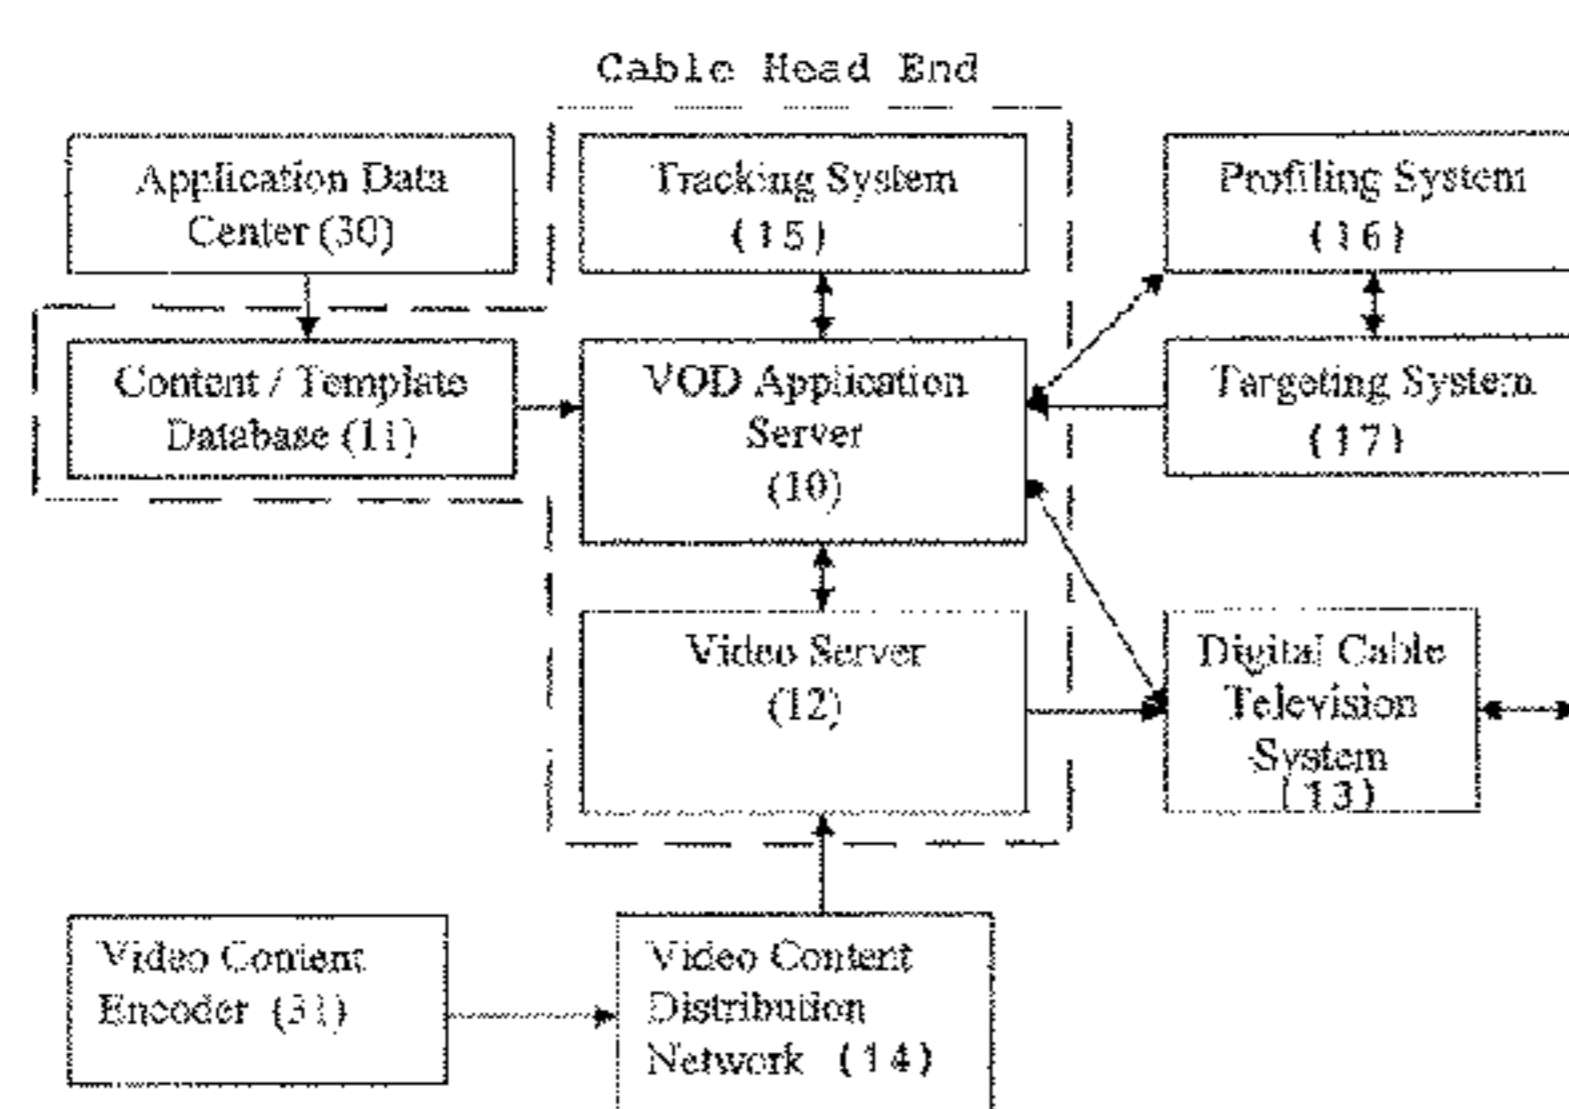 Cable Head End
Application Data
Center (30)
Tracking System
(15)
Profiling System
(16)
Content / Template
Database (11)
VOD Application
Server
(10)
Targeting System
(17)
Video Server
(12)
Digital Cable
Television
System
(13)
Video Content
Encoder (31)
Video Content
Distribution
Network (14)